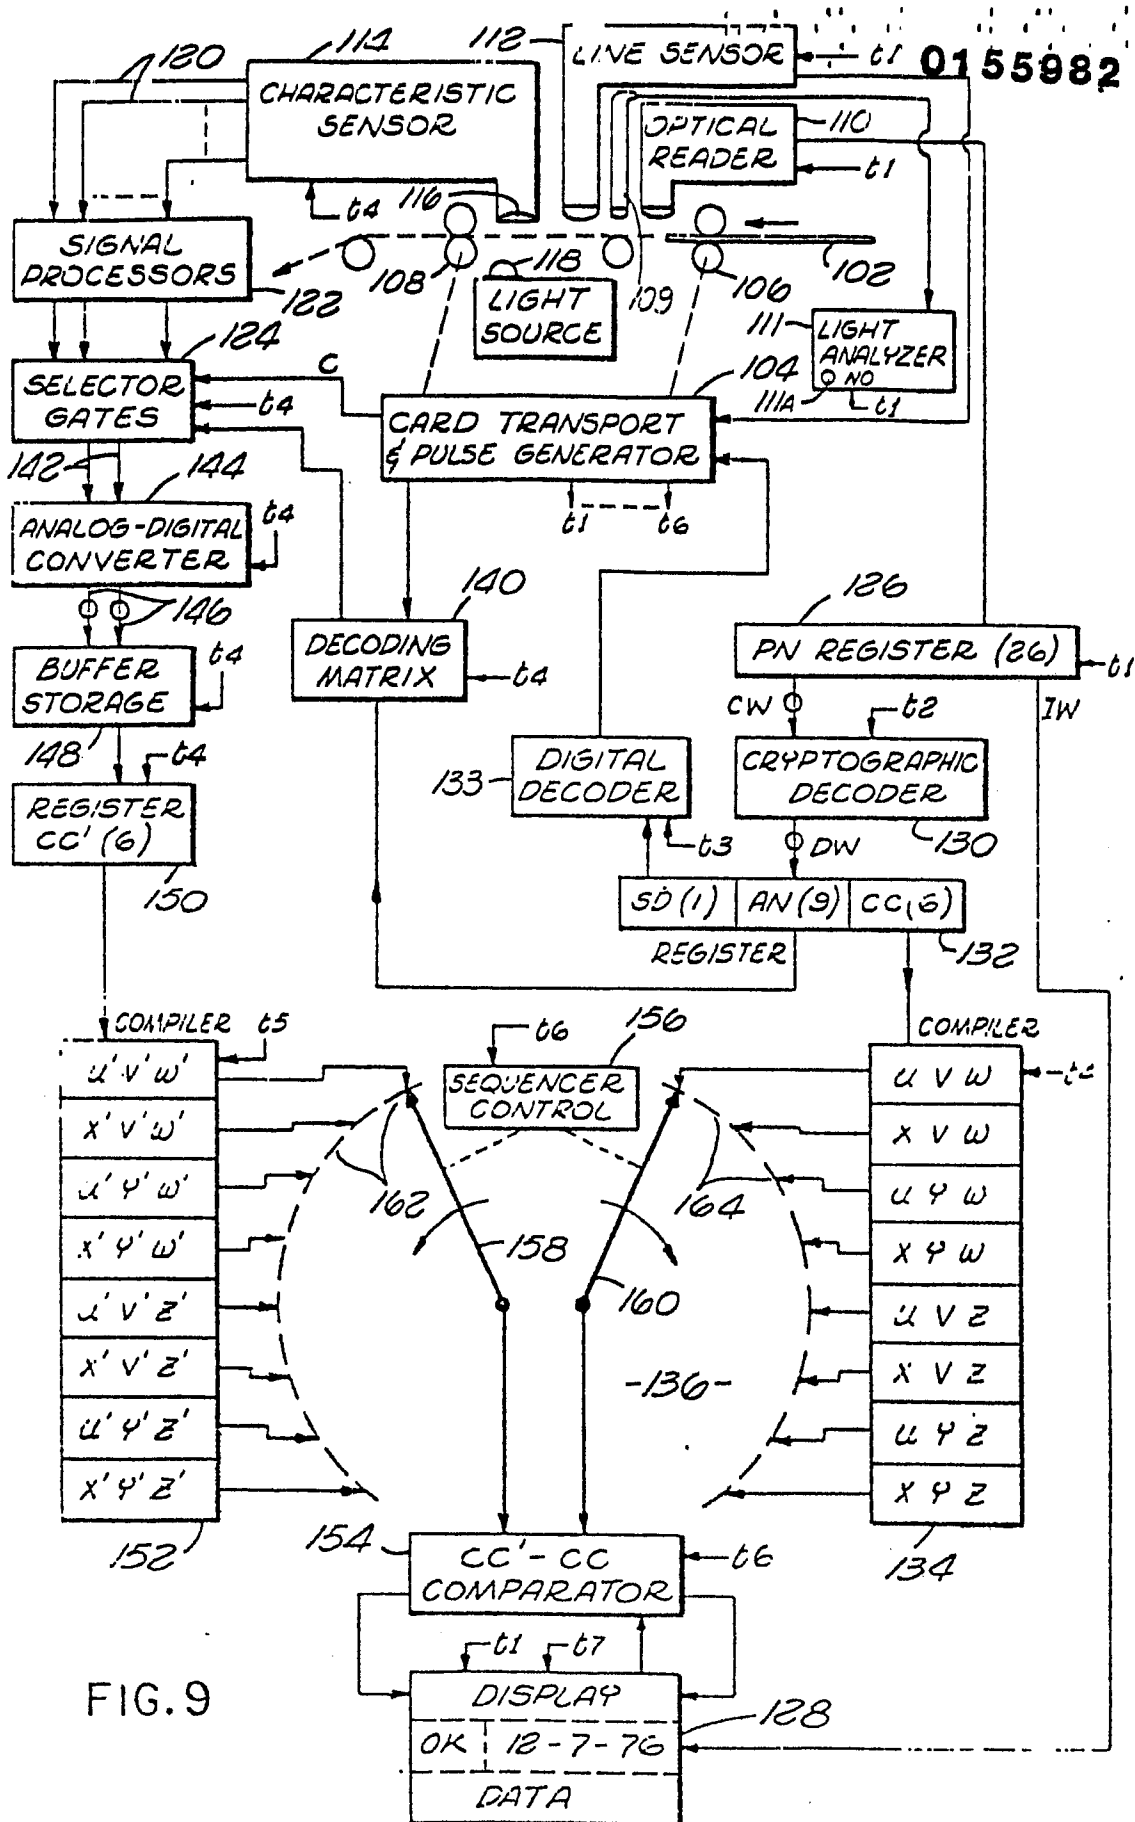 0155982
120
114
112
LINE SENSOR
t1
CHARACTERISTIC
SENSOR
OPTICAL
READER
110
t1
t4
116
SIGNAL
PROCESSORS
122
108
118
LIGHT
SOURCE
109
106
102
111
LIGHT
ANALYZER
NO
111A
t1
124
SELECTOR
GATES
C
t4
104
CARD TRANSPORT
& PULSE GENERATOR
t1
t6
142
144
ANALOG-DIGITAL
CONVERTER
t4
146
140
126
DECODING
MATRIX
t4
PN REGISTER (26)
t1
BUFFER
STORAGE
t4
148
t4
CW
t2
IW
133
DIGITAL
DECODER
CRYPTOGRAPHIC
DECODER
130
REGISTER
CC' (6)
150
t3
DW
SD (1)
AN (9)
CC (6)
REGISTER
132
COMPILER
t5
t6
156
COMPILER
U' V' W'
SEQUENCER
CONTROL
U V W
X' V' W'
X V W
U' Y' W'
162
164
U Y W
X' Y' W'
158
X Y W
160
U' V' Z'
U V Z
X' V' Z'
-136-
X V Z
U' Y' Z'
U Y Z
X' Y' Z'
X Y Z
152
154
CC' - CC
COMPARATOR
t6
134
t1
t7
FIG. 9
DISPLAY
128
OK
12-7-76
DATA